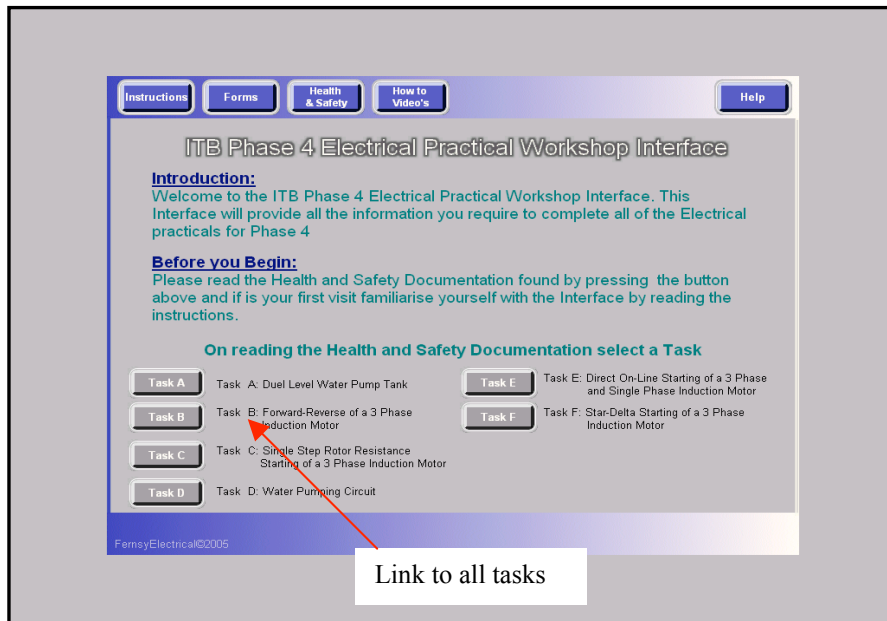 Instructions
Forms
Health
& Safety
How to
Video's
Help
ITB Phase 4 Electrical Practical Workshop Interface
Introduction:
Welcome to the ITB Phase 4 Electrical Practical Workshop Interface. This
Interface will provide all the information you require to complete all of the Electrical
practicals for Phase 4
Before you Begin:
Please read the Health and Safety Documentation found by pressing the button
above and if is your first visit familiarise yourself with the Interface by reading the
instructions.
On reading the Health and Safety Documentation select a Task
Task A
Task A: Duel Level Water Pump Tank
Task B
Task B: Forward-Reverse of a 3 Phase
Induction Motor
Task C
Task C: Single Step Rotor Resistance
Starting of a 3 Phase Induction Motor
Task D
Task D: Water Pumping Circuit
Task E
Task E: Direct On-Line Starting of a 3 Phase
and Single Phase Induction Motor
Task F
Task F: Star-Delta Starting of a 3 Phase
Induction Motor
FernsyElectrical©2005
Link to all tasks